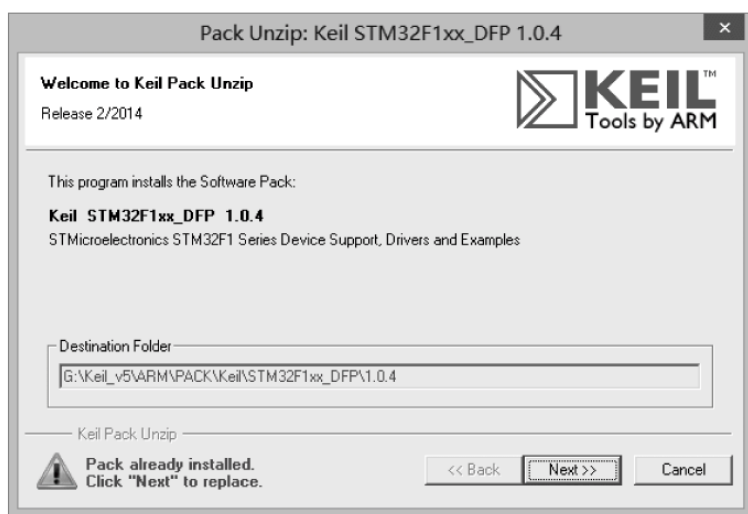 Pack Unzip: Keil STM32F1xx_DFP 1.0.4
×
Welcome to Keil Pack Unzip
Release 2/2014
KEIL™
Tools by ARM
This program installs the Software Pack:
Keil STM32F1xx_DFP 1.0.4
STMicroelectronics STM32F1 Series Device Support, Drivers and Examples
Destination Folder
G:\Keil_v5\ARM\PACK\Keil\STM32F1xx_DFP\1.0.4
Keil Pack Unzip
Pack already installed.
Click "Next" to replace.
<< Back
Next >>
Cancel